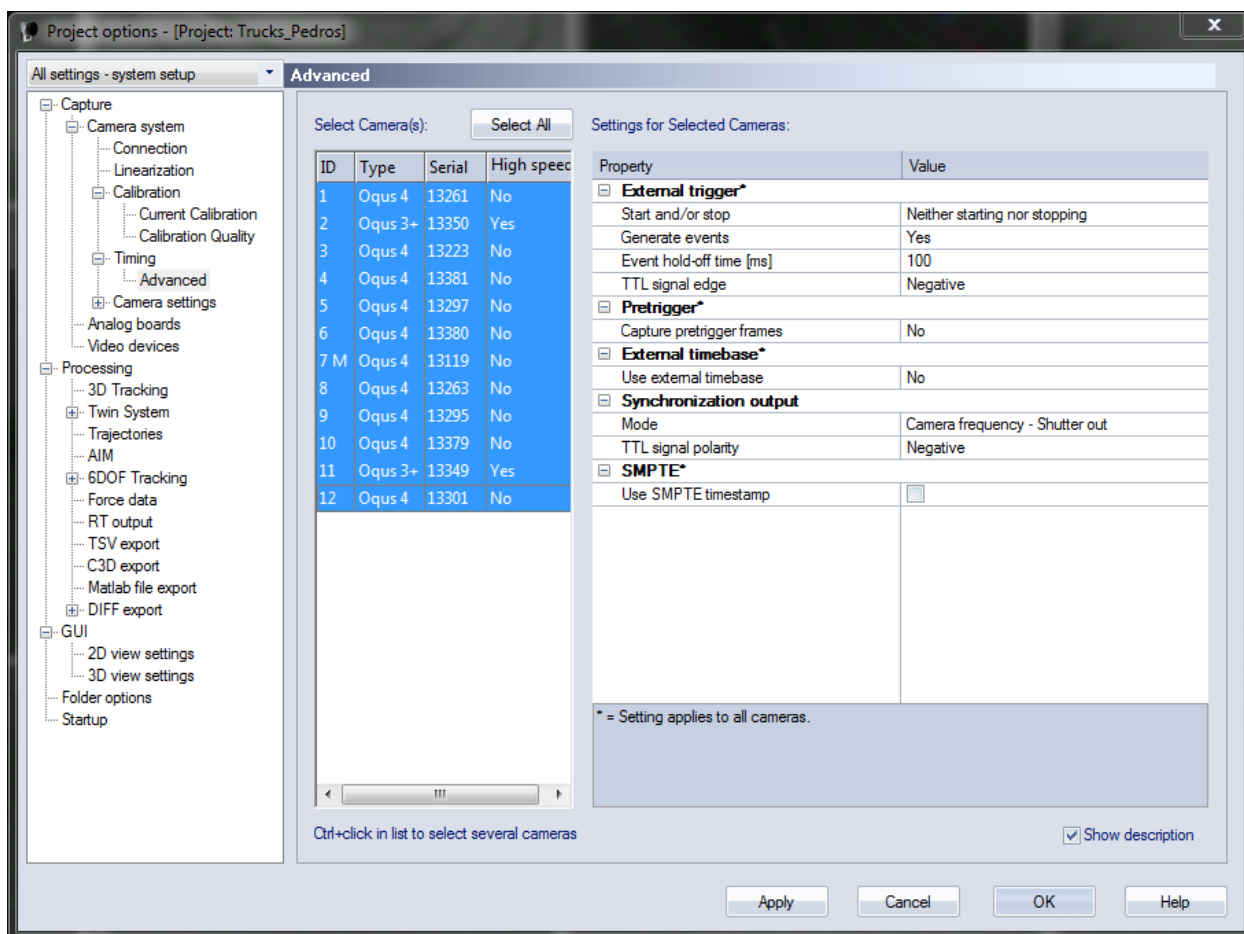 Project options - [Project: Trucks_Pedros]
x
All settings - system setup
Advanced
Capture
Camera system
Connection
Linearization
Calibration
Current Calibration
Calibration Quality
Timing
Advanced
Camera settings
Analog boards
Video devices
Processing
3D Tracking
Twin System
Trajectories
AIM
6DOF Tracking
Force data
RT output
TSV export
C3D export
Matlab file export
DIFF export
GUI
2D view settings
3D view settings
Folder options
Startup
Select Camera(s): Select All
ID Type Serial High speed
1 Oqus 4 13261 No
2 Oqus 3+ 13350 Yes
3 Oqus 4 13223 No
4 Oqus 4 13381 No
5 Oqus 4 13297 No
6 Oqus 4 13380 No
7 M Oqus 4 13119 No
8 Oqus 4 13263 No
9 Oqus 4 13295 No
10 Oqus 4 13379 No
11 Oqus 3+ 13349 Yes
12 Oqus 4 13301 No
Ctrl+click in list to select several cameras
Settings for Selected Cameras:
Property Value
External trigger*
Start and/or stop Neither starting nor stopping
Generate events Yes
Event hold-off time [ms] 100
TTL signal edge Negative
Pretrigger*
Capture pretrigger frames No
External timebase*
Use external timebase No
Synchronization output
Mode Camera frequency - Shutter out
TTL signal polarity Negative
SMPTE*
Use SMPTE timestamp
* = Setting applies to all cameras.
Show description
Apply Cancel OK Help